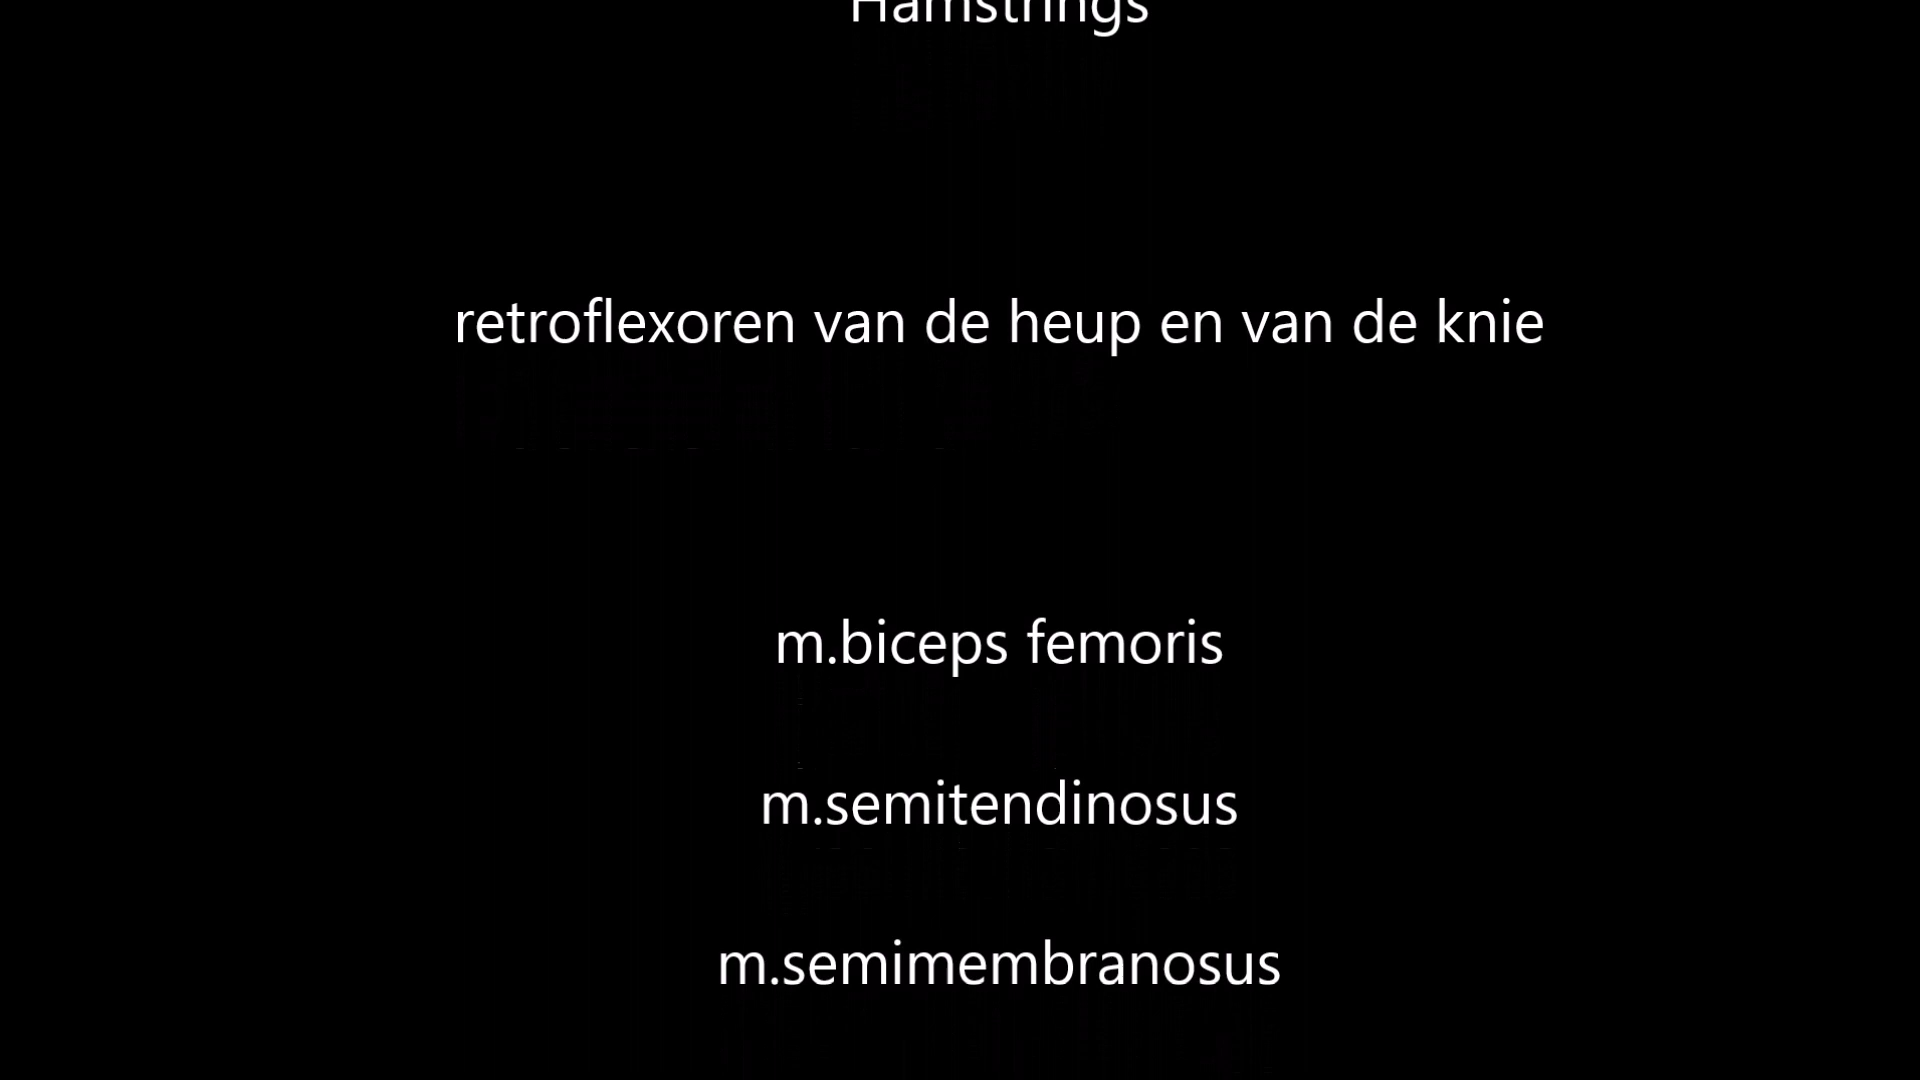 Hamstrings
retroflexoren van de heup en van de knie
m.biceps femoris
m.semitendinosus
m.semimembranosus